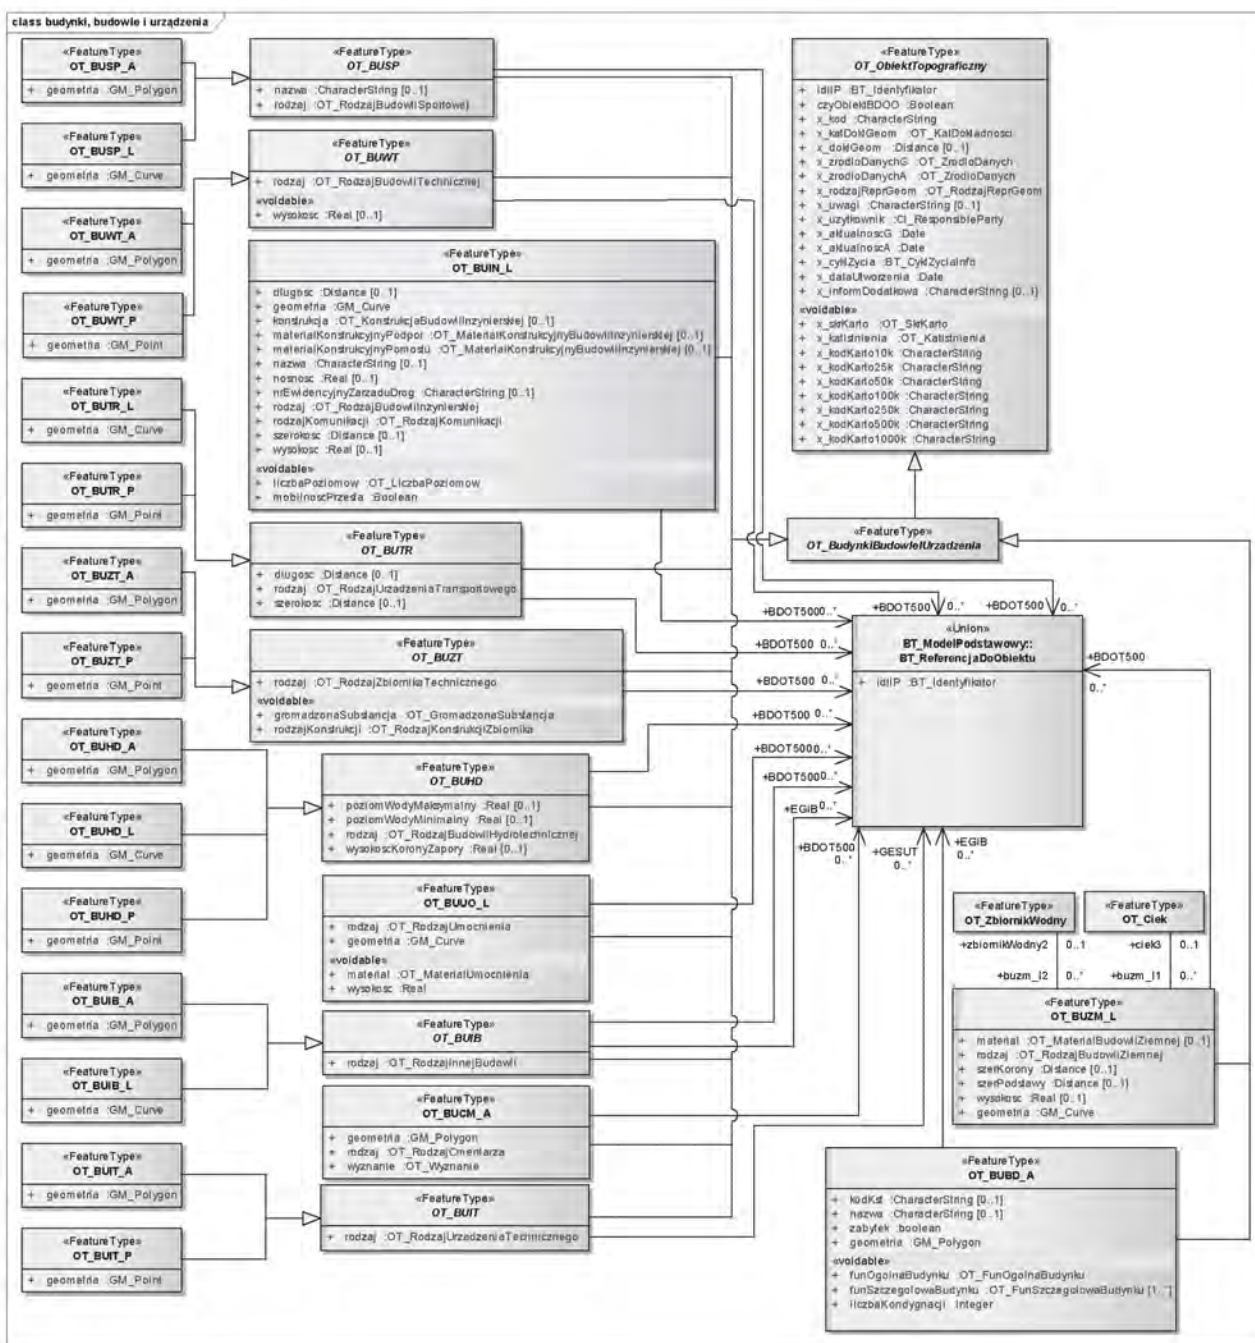 class budynki, budowle i urządzenia
«FeatureType»
OT_BUSP_A
+ geometria :GM_Polygon
«FeatureType»
OT_BUSP_L
+ geometria :GM_Curve
«FeatureType»
OT_BUWT_A
+ geometria :GM_Polygon
«FeatureType»
OT_BUWT_P
+ geometria :GM_Point
«FeatureType»
OT_BUTR_L
+ geometria :GM_Curve
«FeatureType»
OT_BUTR_P
+ geometria :GM_Point
«FeatureType»
OT_BUZT_A
+ geometria :GM_Polygon
«FeatureType»
OT_BUZT_P
+ geometria :GM_Point
«FeatureType»
OT_BUHD_A
+ geometria :GM_Polygon
«FeatureType»
OT_BUHD_L
+ geometria :GM_Curve
«FeatureType»
OT_BUHD_P
+ geometria :GM_Point
«FeatureType»
OT_BUIB_A
+ geometria :GM_Polygon
«FeatureType»
OT_BUIB_L
+ geometria :GM_Curve
«FeatureType»
OT_BUIT_A
+ geometria :GM_Polygon
«FeatureType»
OT_BUIT_P
+ geometria :GM_Point
«FeatureType»
OT_BUSP
+ nazwa :CharacterString [0..1]
+ rodzaj :OT_RodzajBudowliSportowej
«FeatureType»
OT_BUWT
+ rodzaj :OT_RodzajBudowliTechnicznej
«voidable»
+ wysokosc :Real [0..1]
«FeatureType»
OT_BUIN_L
+ dlugosc :Distance [0..1]
+ geometria :GM_Curve
+ konstrukcja :OT_KonstrukcjaBudowliInzynierskiej [0..1]
+ materialKonstrukcyjnyPodpor :OT_MaterialKonstrukcyjnyBudowliInzynierskiej [0..1]
+ materialKonstrukcyjnyPomostu :OT_MaterialKonstrukcyjnyBudowliInzynierskiej [0..1]
+ nazwa :CharacterString [0..1]
+ nosnosc :Real [0..1]
+ nrEwidencyjnyZarzaduDrog :CharacterString [0..1]
+ rodzaj :OT_RodzajBudowliInzynierskiej
+ rodzajKomunikacji :OT_RodzajKomunikacji
+ szerokosc :Distance [0..1]
+ wysokosc :Real [0..1]
«voidable»
+ liczbaPoziomow :OT_LiczbaPoziomow
+ mobilnoscPrzesla :Boolean
«FeatureType»
OT_BUTR
+ dlugosc :Distance [0..1]
+ rodzaj :OT_RodzajUrzadzeniaTransportowego
+ szerokosc :Distance [0..1]
«FeatureType»
OT_BUZT
+ rodzaj :OT_RodzajZbiornikaTechnicznego
«voidable»
+ gromadzonaSubstancja :OT_GromadzonaSubstancja
+ rodzajKonstrukcji :OT_RodzajKonstrukcjiZbiornika
«FeatureType»
OT_BUHD
+ poziomWodyMaksymalny :Real [0..1]
+ poziomWodyMinimalny :Real [0..1]
+ rodzaj :OT_RodzajBudowliHydrotechnicznej
+ wysokoscKoronyZapory :Real [0..1]
«FeatureType»
OT_BUUO_L
+ rodzaj :OT_RodzajUmocnienia
+ geometria :GM_Curve
«voidable»
+ material :OT_MaterialUmocnienia
+ wysokosc :Real
«FeatureType»
OT_BUIB
+ rodzaj :OT_RodzajInnejBudowli
«FeatureType»
OT_BUCM_A
+ geometria :GM_Polygon
+ rodzaj :OT_RodzajCmentarza
+ wyznanie :OT_Wyznanie
«FeatureType»
OT_BUIT
+ rodzaj :OT_RodzajUrzadzeniaTechnicznego
«FeatureType»
OT_ObiektTopograficzny
+ idIIP :BT_Identyfikator
+ czyObiektBDOO :Boolean
+ x_kod :CharacterString
+ x_katDoklGeom :OT_KatDokladnosci
+ x_doklGeom :Distance [0..1]
+ x_zrodloDanychG :OT_ZrodloDanych
+ x_zrodloDanychA :OT_ZrodloDanych
+ x_rodzajReprGeom :OT_RodzajReprGeom
+ x_uwagi :CharacterString [0..1]
+ x_uzytkownik :CI_ResponsibleParty
+ x_aktualnoscG :Date
+ x_aktualnoscA :Date
+ x_cyklZycia :BT_CyklZyciaInfo
+ x_dataUtworzenia :Date
+ x_informDodatkowa :CharacterString [0..1]
«voidable»
+ x_skrKarto :OT_SkrKarto
+ x_katIstnienia :OT_KatIstnienia
+ x_kodKarto10k :CharacterString
+ x_kodKarto25k :CharacterString
+ x_kodKarto50k :CharacterString
+ x_kodKarto100k :CharacterString
+ x_kodKarto250k :CharacterString
+ x_kodKarto500k :CharacterString
+ x_kodKarto1000k :CharacterString
«FeatureType»
OT_BudynkiBudowleIUrzadzenia
+BDOT500 0..* +BDOT500 0..*
«Union»
BT_ModelPodstawowy::
BT_ReferencjaDoObiektu
+ idIIP :BT_Identyfikator
+BDOT500 0..*
+BDOT500 0..*
+BDOT500 0..*
+BDOT500 0..*
+BDOT500 0..*
+BDOT500 0..*
+EGIB 0..*
+BDOT500
0..*
+GESUT
0..*
+EGIB
0..*
+BDOT500
0..*
«FeatureType»
OT_ZbiornikWodny
«FeatureType»
OT_Ciek
+zbiornikWodny2 0..1
+ciek3 0..1
+buzm_l2 0..*
+buzm_l1 0..*
«FeatureType»
OT_BUZM_L
+ material :OT_MaterialBudowliZiemnej [0..1]
+ rodzaj :OT_RodzajBudowliZiemnej
+ szerKorony :Distance [0..1]
+ szerPodstawy :Distance [0..1]
+ wysokosc :Real [0..1]
+ geometria :GM_Curve
«FeatureType»
OT_BUBD_A
+ kodKst :CharacterString [0..1]
+ nazwa :CharacterString [0..1]
+ zabytek :boolean
+ geometria :GM_Polygon
«voidable»
+ funOgolnaBudynku :OT_FunOgolnaBudynku
+ funSzczegolowaBudynku :OT_FunSzczegolowaBudynku [1..*]
+ liczbaKondygnacji :Integer